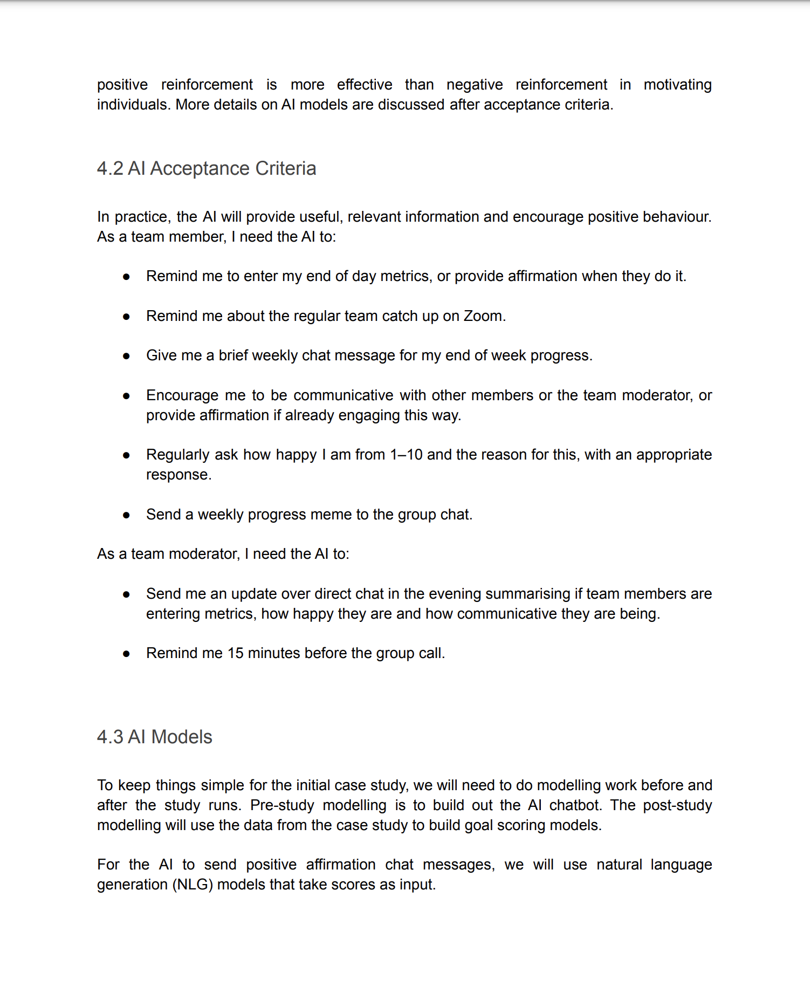 positive reinforcement is more effective than negative reinforcement in motivating
individuals. More details on AI models are discussed after acceptance criteria.
4.2 AI Acceptance Criteria
In practice, the AI will provide useful, relevant information and encourage positive behaviour.
As a team member, I need the AI to:
● Remind me to enter my end of day metrics, or provide affirmation when they do it.
● Remind me about the regular team catch up on Zoom.
● Give me a brief weekly chat message for my end of week progress.
● Encourage me to be communicative with other members or the team moderator, or
provide affirmation if already engaging this way.
● Regularly ask how happy I am from 1–10 and the reason for this, with an appropriate
response.
● Send a weekly progress meme to the group chat.
As a team moderator, I need the AI to:
● Send me an update over direct chat in the evening summarising if team members are
entering metrics, how happy they are and how communicative they are being.
● Remind me 15 minutes before the group call.
4.3 AI Models
To keep things simple for the initial case study, we will need to do modelling work before and
after the study runs. Pre-study modelling is to build out the AI chatbot. The post-study
modelling will use the data from the case study to build goal scoring models.
For the AI to send positive affirmation chat messages, we will use natural language
generation (NLG) models that take scores as input.